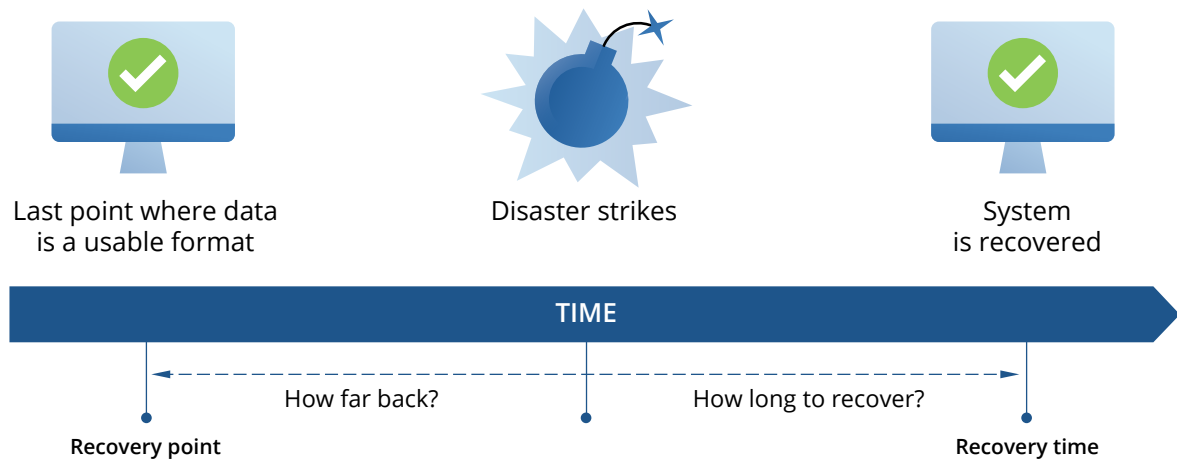 Last point where data
is a usable format
Disaster strikes
System
is recovered
TIME
How far back?
How long to recover?
Recovery point
Recovery time